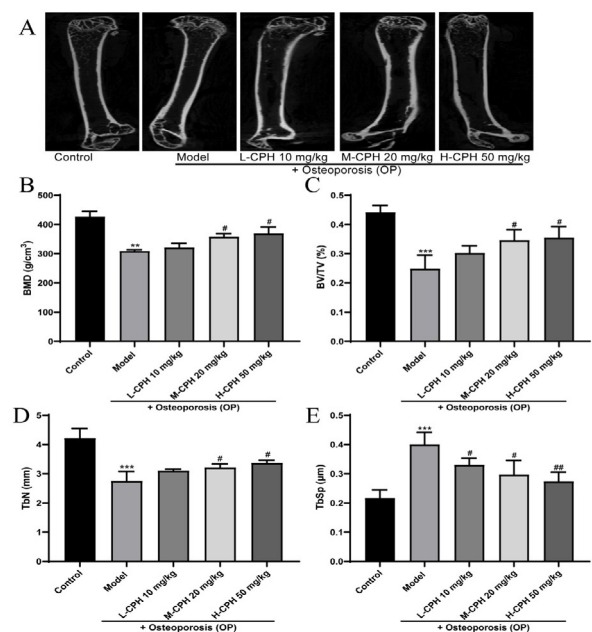 A
Control
Model
L-CPH 10 mg/kg
M-CPH 20 mg/kg
H-CPH 50 mg/kg
+ Osteoporosis (OP)
B
BMD (g/cm³)
500
400
300
200
100
0
**
#
#
Control
Model
L-CPH 10 mg/kg
M-CPH 20 mg/kg
H-CPH 50 mg/kg
+ Osteoporosis (OP)
C
BV/TV (%)
0.5
0.4
0.3
0.2
0.1
0.0
***
#
#
Control
Model
L-CPH 10 mg/kg
M-CPH 20 mg/kg
H-CPH 50 mg/kg
+ Osteoporosis (OP)
D
TbN (mm)
5
4
3
2
1
0
***
#
#
Control
Model
L-CPH 10 mg/kg
M-CPH 20 mg/kg
H-CPH 50 mg/kg
+ Osteoporosis (OP)
E
TbSp (μm)
0.5
0.4
0.3
0.2
0.1
0.0
***
#
#
##
Control
Model
L-CPH 10 mg/kg
M-CPH 20 mg/kg
H-CPH 50 mg/kg
+ Osteoporosis (OP)